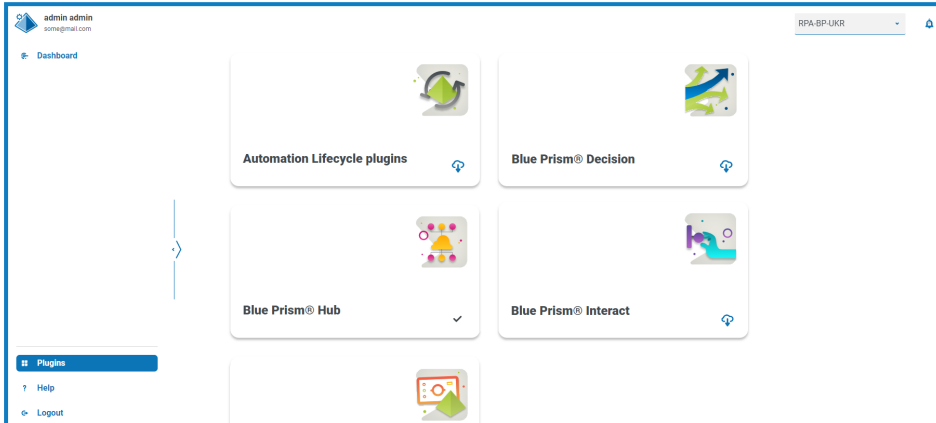 admin admin
some@mail.com
RPA-BP-UKR
Dashboard
Automation Lifecycle plugins
Blue Prism® Decision
Blue Prism® Hub
Blue Prism® Interact
Plugins
? Help
Logout